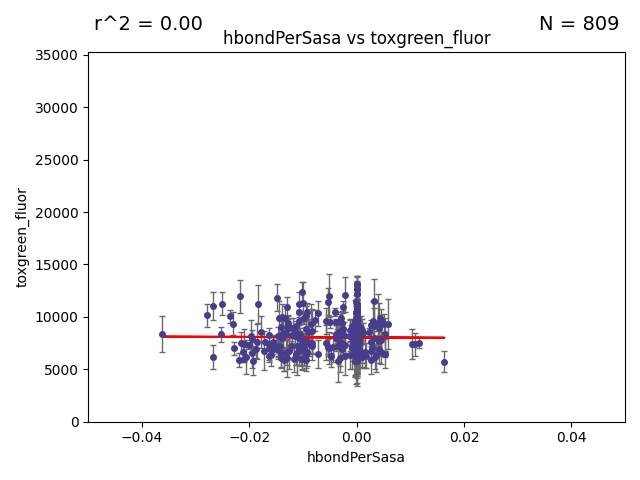 r^2 = 0.00
N = 809
hbondPerSasa vs toxgreen_fluor
35000
30000
25000
20000
15000
10000
5000
0
toxgreen_fluor
−0.04
−0.02
0.00
0.02
0.04
hbondPerSasa